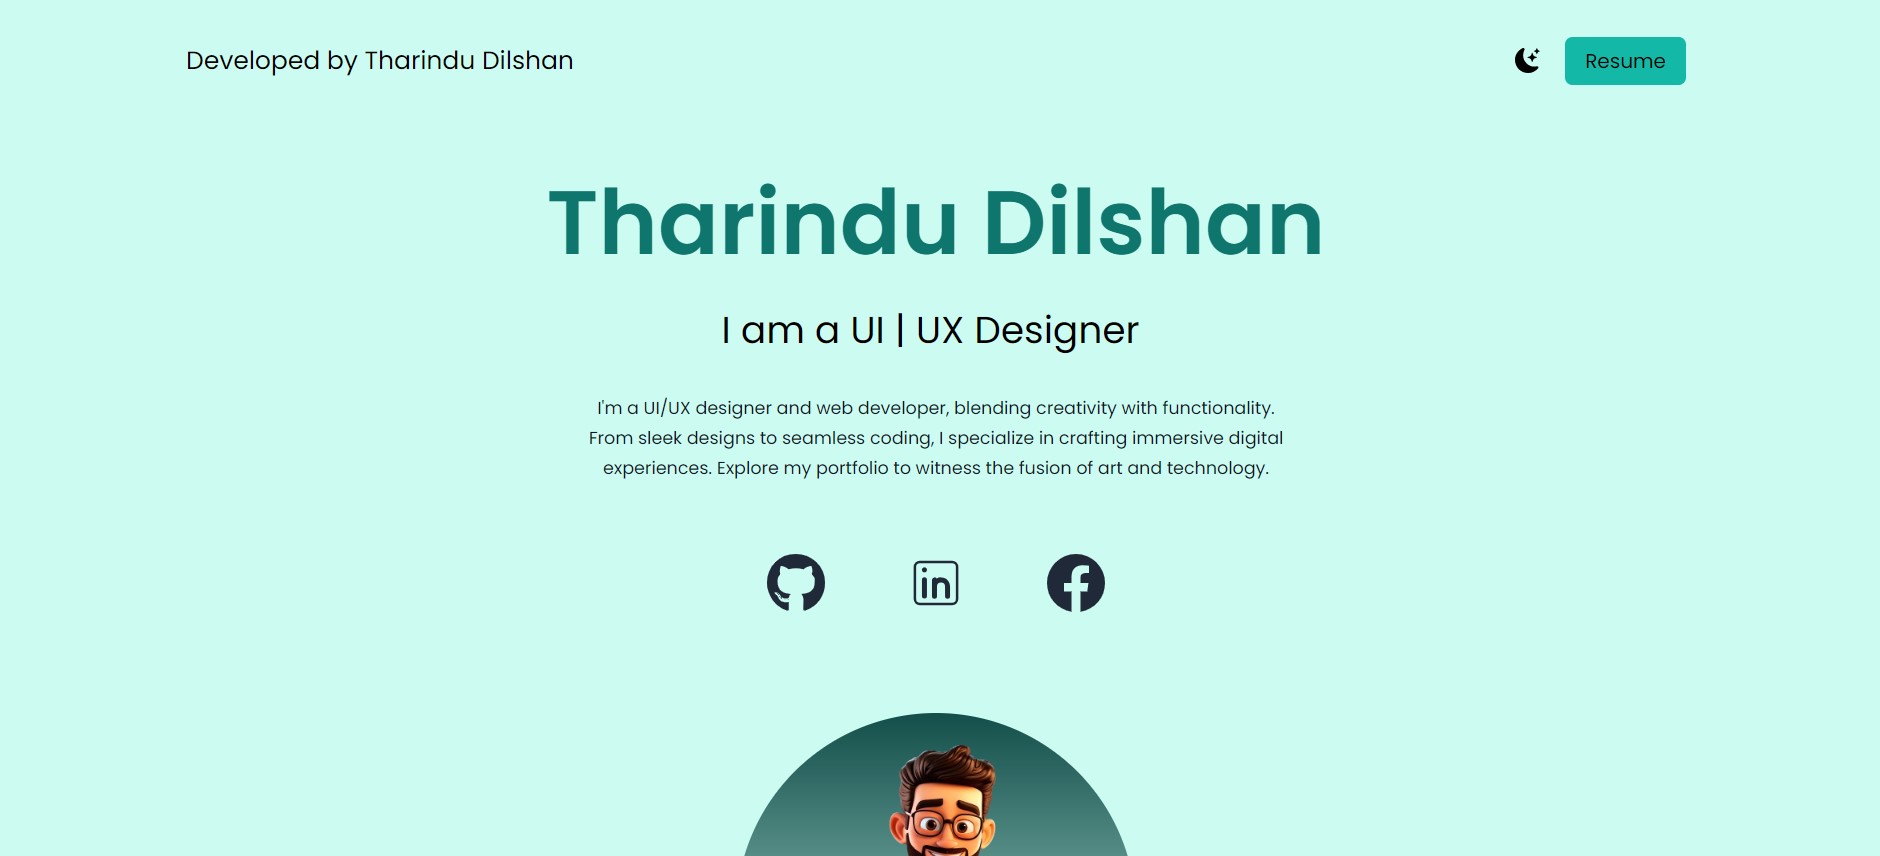 Developed by Tharindu Dilshan
Resume
Tharindu Dilshan
I am a UI | UX Designer
I'm a UI/UX designer and web developer, blending creativity with functionality.
From sleek designs to seamless coding, I specialize in crafting immersive digital
experiences. Explore my portfolio to witness the fusion of art and technology.
in